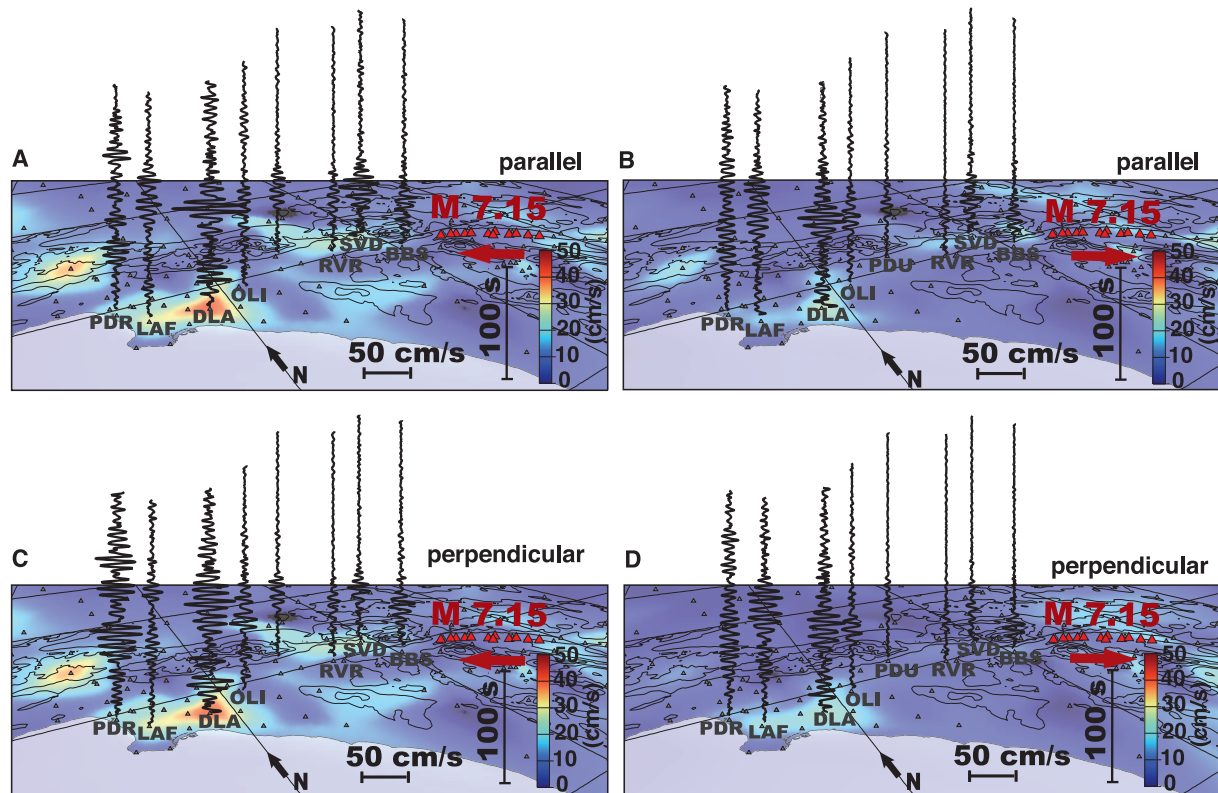 A
parallel
M 7.15
SVD
BBS
RVR
OLI
DLA
PDR
LAF
50 cm/s
N
100 s
50
40
30
20
10
0
(cm/s)
B
parallel
M 7.15
SVD
BBS
PDU
RVR
OLI
DLA
PDR
LAF
50 cm/s
N
100 s
50
40
30
20
10
0
(cm/s)
C
perpendicular
M 7.15
SVD
BBS
RVR
OLI
DLA
PDR
LAF
50 cm/s
N
100 s
50
40
30
20
10
0
(cm/s)
D
perpendicular
M 7.15
SVD
BBS
PDU
RVR
OLI
DLA
PDR
LAF
50 cm/s
N
100 s
50
40
30
20
10
0
(cm/s)